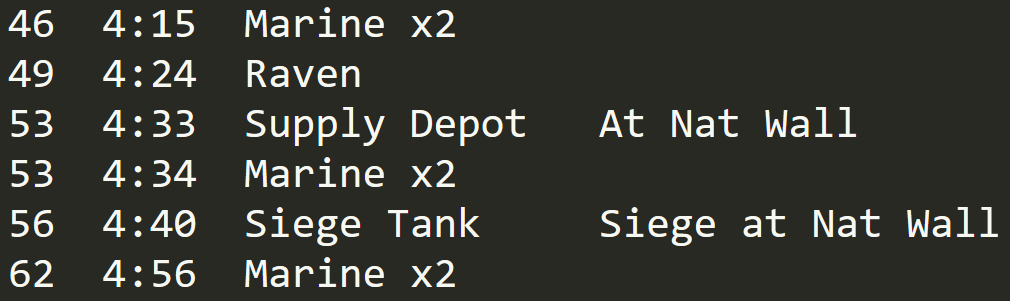 46  4:15  Marine x2
49  4:24  Raven
53  4:33  Supply Depot   At Nat Wall
53  4:34  Marine x2
56  4:40  Siege Tank     Siege at Nat Wall
62  4:56  Marine x2